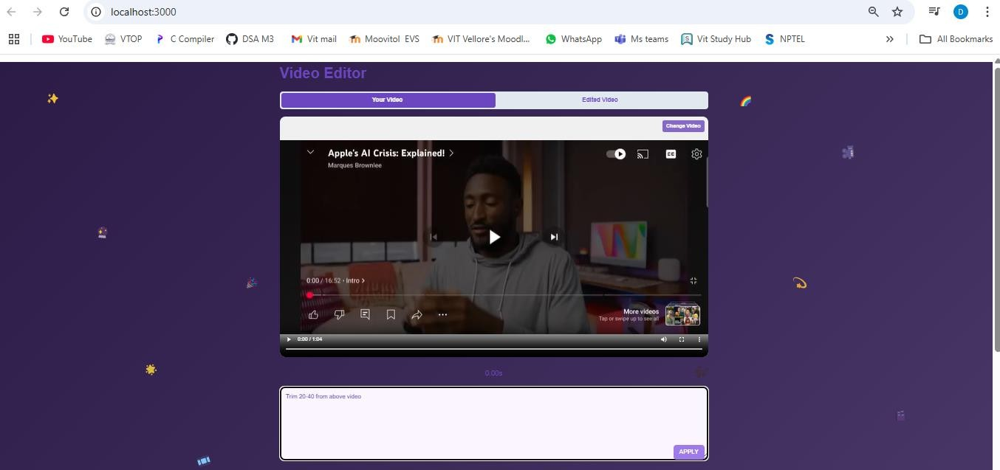 localhost:3000
D
YouTube VTOP C Compiler DSA M3 Vit mail Moovitol EVS VIT Vellore's Moodl... WhatsApp Ms teams Vit Study Hub NPTEL » All Bookmarks
Video Editor
Your Video Edited Video
Change Video
Apple's AI Crisis: Explained!
CC
Marques Brownlee
0:00 / 16:52 • Intro
More videos
Tap or swipe up to see all
0:00 / 1:04
0.00s
Trim 20-40 from above video
APPLY